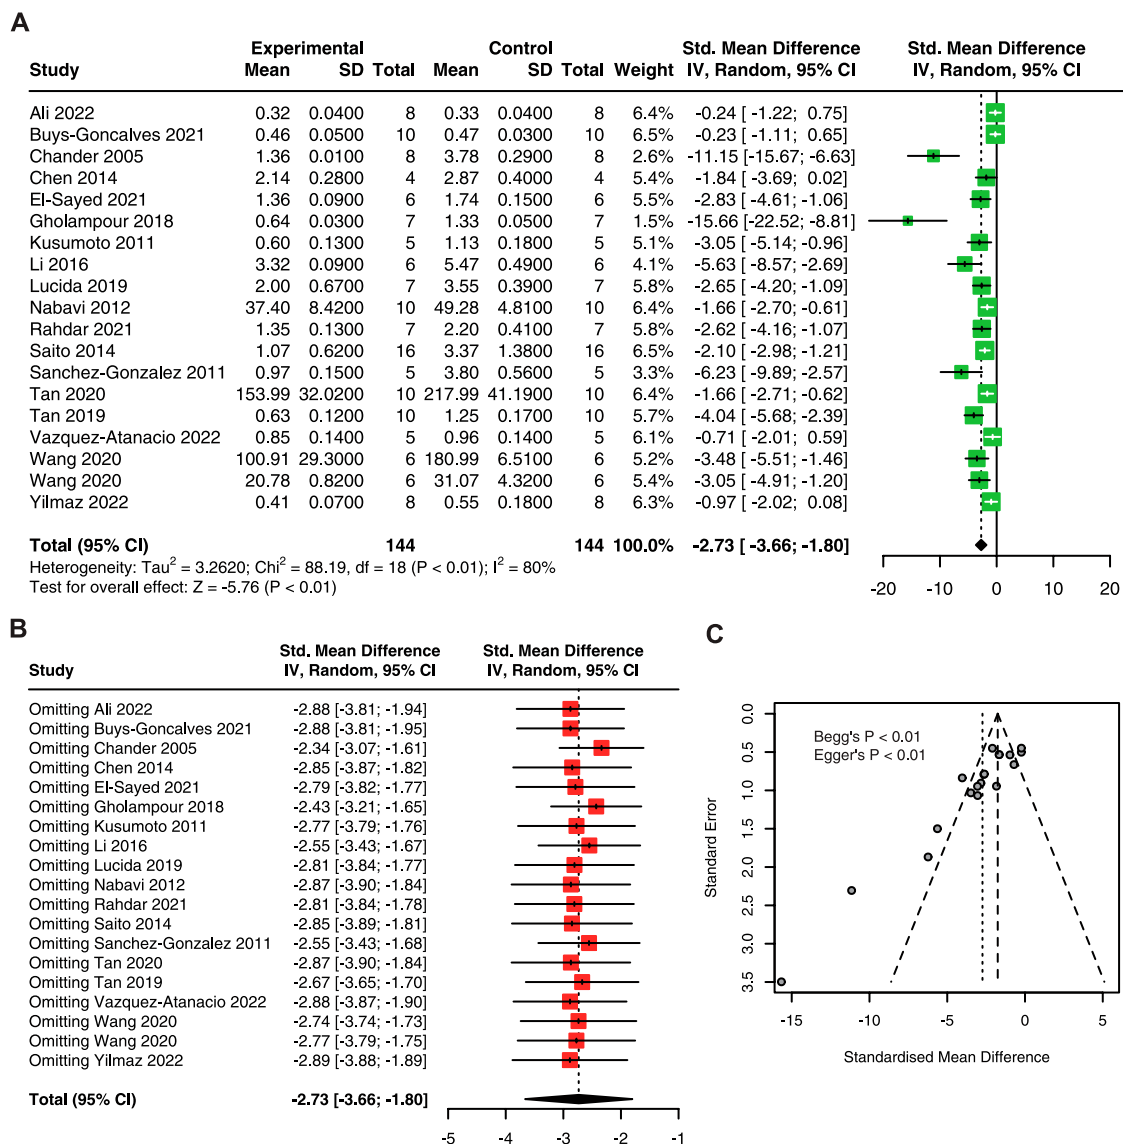 A
Experimental Control Std. Mean Difference Std. Mean Difference
Study Mean SD Total Mean SD Total Weight IV, Random, 95% CI IV, Random, 95% CI
Ali 2022 0.32 0.0400 8 0.33 0.0400 8 6.4% -0.24 [ -1.22; 0.75]
Buys-Goncalves 2021 0.46 0.0500 10 0.47 0.0300 10 6.5% -0.23 [ -1.11; 0.65]
Chander 2005 1.36 0.0100 8 3.78 0.2900 8 2.6% -11.15 [-15.67; -6.63]
Chen 2014 2.14 0.2800 4 2.87 0.4000 4 5.4% -1.84 [ -3.69; 0.02]
El-Sayed 2021 1.36 0.0900 6 1.74 0.1500 6 5.5% -2.83 [ -4.61; -1.06]
Gholampour 2018 0.64 0.0300 7 1.33 0.0500 7 1.5% -15.66 [-22.52; -8.81]
Kusumoto 2011 0.60 0.1300 5 1.13 0.1800 5 5.1% -3.05 [ -5.14; -0.96]
Li 2016 3.32 0.0900 6 5.47 0.4900 6 4.1% -5.63 [ -8.57; -2.69]
Lucida 2019 2.00 0.6700 7 3.55 0.3900 7 5.8% -2.65 [ -4.20; -1.09]
Nabavi 2012 37.40 8.4200 10 49.28 4.8100 10 6.4% -1.66 [ -2.70; -0.61]
Rahdar 2021 1.35 0.1300 7 2.20 0.4100 7 5.8% -2.62 [ -4.16; -1.07]
Saito 2014 1.07 0.6200 16 3.37 1.3800 16 6.5% -2.10 [ -2.98; -1.21]
Sanchez-Gonzalez 2011 0.97 0.1500 5 3.80 0.5600 5 3.3% -6.23 [ -9.89; -2.57]
Tan 2020 153.99 32.0200 10 217.99 41.1900 10 6.4% -1.66 [ -2.71; -0.62]
Tan 2019 0.63 0.1200 10 1.25 0.1700 10 5.7% -4.04 [ -5.68; -2.39]
Vazquez-Atanacio 2022 0.85 0.1400 5 0.96 0.1400 5 6.1% -0.71 [ -2.01; 0.59]
Wang 2020 100.91 29.3000 6 180.99 6.5100 6 5.2% -3.48 [ -5.51; -1.46]
Wang 2020 20.78 0.8200 6 31.07 4.3200 6 5.4% -3.05 [ -4.91; -1.20]
Yilmaz 2022 0.41 0.0700 8 0.55 0.1800 8 6.3% -0.97 [ -2.02; 0.08]
Total (95% CI) 144 144 100.0% -2.73 [ -3.66; -1.80]
Heterogeneity: Tau² = 3.2620; Chi² = 88.19, df = 18 (P < 0.01); I² = 80%
Test for overall effect: Z = -5.76 (P < 0.01)
-20 -10 0 10 20
B
Std. Mean Difference Std. Mean Difference
Study IV, Random, 95% CI IV, Random, 95% CI
Omitting Ali 2022 -2.88 [-3.81; -1.94]
Omitting Buys-Goncalves 2021 -2.88 [-3.81; -1.95]
Omitting Chander 2005 -2.34 [-3.07; -1.61]
Omitting Chen 2014 -2.85 [-3.87; -1.82]
Omitting El-Sayed 2021 -2.79 [-3.82; -1.77]
Omitting Gholampour 2018 -2.43 [-3.21; -1.65]
Omitting Kusumoto 2011 -2.77 [-3.79; -1.76]
Omitting Li 2016 -2.55 [-3.43; -1.67]
Omitting Lucida 2019 -2.81 [-3.84; -1.77]
Omitting Nabavi 2012 -2.87 [-3.90; -1.84]
Omitting Rahdar 2021 -2.81 [-3.84; -1.78]
Omitting Saito 2014 -2.85 [-3.89; -1.81]
Omitting Sanchez-Gonzalez 2011 -2.55 [-3.43; -1.68]
Omitting Tan 2020 -2.87 [-3.90; -1.84]
Omitting Tan 2019 -2.67 [-3.65; -1.70]
Omitting Vazquez-Atanacio 2022 -2.88 [-3.87; -1.90]
Omitting Wang 2020 -2.74 [-3.74; -1.73]
Omitting Wang 2020 -2.77 [-3.79; -1.75]
Omitting Yilmaz 2022 -2.89 [-3.88; -1.89]
Total (95% CI) -2.73 [-3.66; -1.80]
-5 -4 -3 -2 -1
C
Begg's P < 0.01
Egger's P < 0.01
Standard Error
0.0
0.5
1.0
1.5
2.0
2.5
3.0
3.5
-15 -10 -5 0 5
Standardised Mean Difference